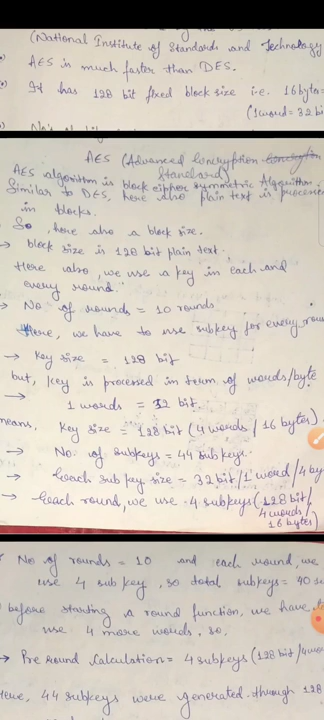 (National Institute of Standards and Technology
AES is much faster than DES.
It has 128 bit fixed block size i.e. 16 byte=
(1 word = 32 bi
AES (Advanced Encryption
Standard)
AES algorithm is block cipher symmetric Algorithm.
Similar to DES, here also plain text is processe
in blocks.
So, here also a block size.
→ block size is 128 bit plain text.
Here also, we use a key in each and
every round.
→ No. of rounds = 10 rounds
Here, we have to use subkey for every roun
→ Key size = 128 bit
but, key is processed in term of words/byte
→ 1 words = 32 bit.
means, Key size = 128 bit (4 words / 16 bytes)
→ No. of subkeys = 44 subkeys.
→ Each sub key size = 32 bit/1 word/4 by
→ Each round, we use 4 subkeys (128 bit/
4 words/
16 bytes)
No of rounds = 10 and each round, we
use 4 sub key, so total subkeys = 40 su
before starting a round function, we have t
use 4 more words, so,
→ Pre round calculation = 4 subkeys (128 bit/4 wor
Here, 44 subkeys were generated through 128